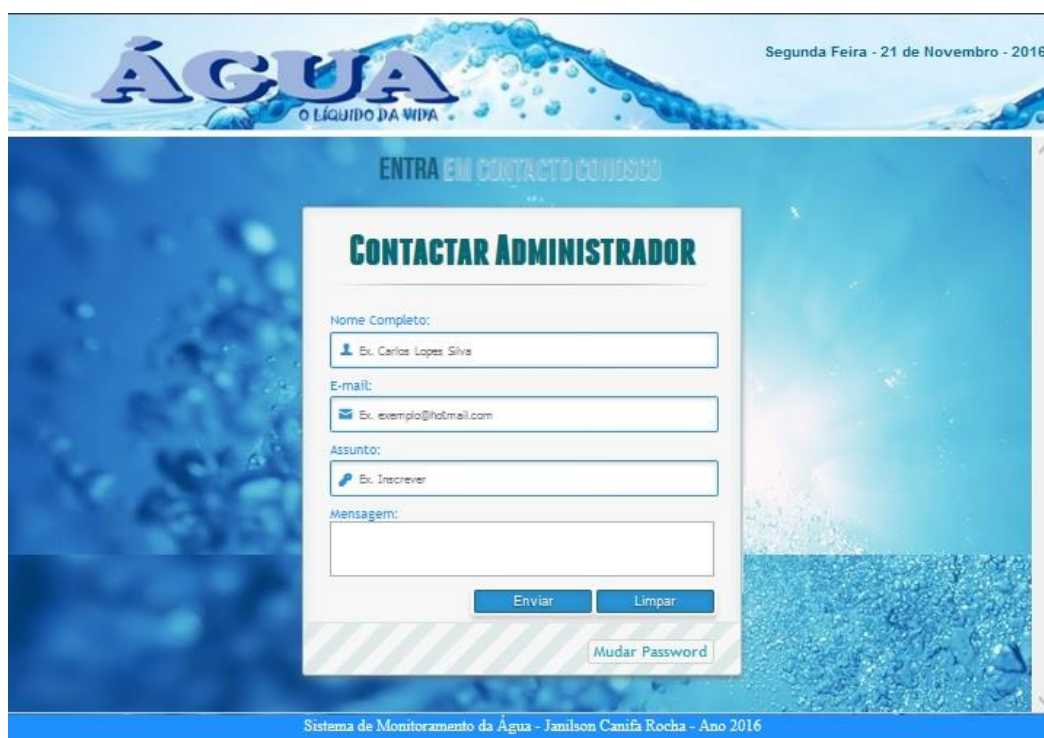 ÁGUA
O LÍQUIDO DA VIDA
Segunda Feira - 21 de Novembro - 2016
ENTRA EM CONTACTO CONOSCO
CONTACTAR ADMINISTRADOR
Nome Completo:
Ex. Carlos Lopes Silva
E-mail:
Ex. exemplo@hotmail.com
Assunto:
Ex. Inscrever
Mensagem:
Enviar Limpar
Mudar Password
Sistema de Monitoramento da Água - Janilson Canifa Rocha - Ano 2016